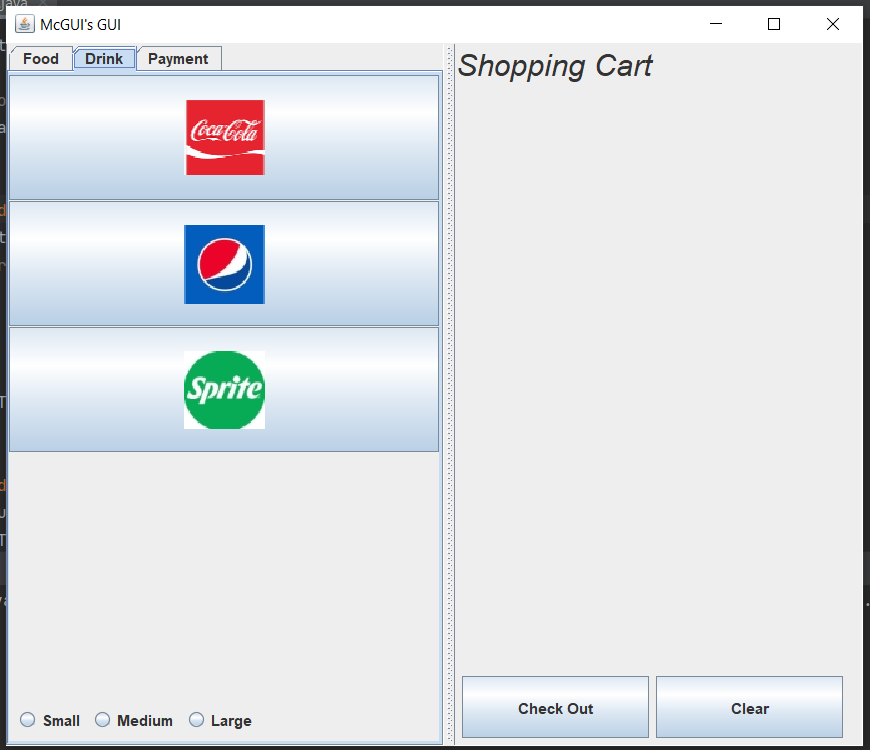 McGUI's GUI
Food Drink Payment
Shopping Cart
Coca-Cola
Sprite
Small Medium Large
Check Out Clear